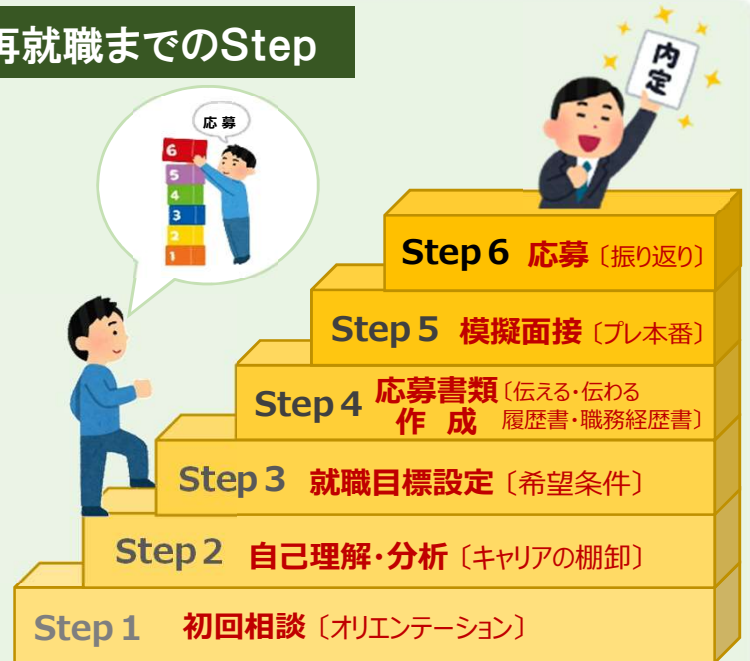 再就職までのStep
内定
応募
6
5
4
3
2
1
Step 6 応募〔振り返り〕
Step 5 模擬面接〔プレ本番〕
Step 4 応募書類作成〔伝える・伝わる
履歴書・職務経歴書〕
Step 3 就職目標設定〔希望条件〕
Step 2 自己理解・分析〔キャリアの棚卸〕
Step 1 初回相談〔オリエンテーション〕